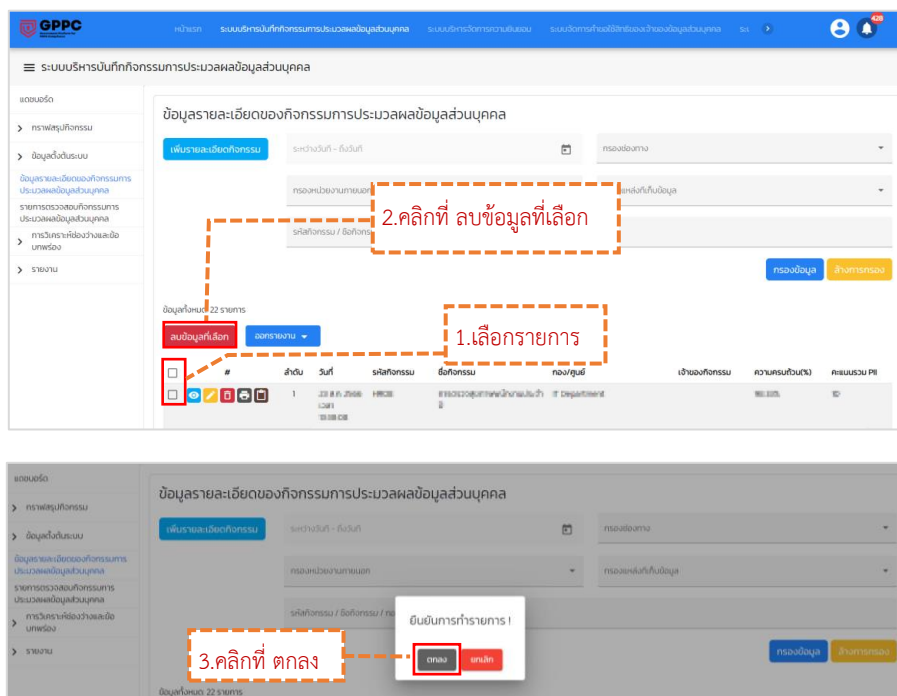 GPPC
หน้าแรก ระบบบริหารบันทึกกิจกรรมการประมวลผลข้อมูลส่วนบุคคล ระบบบริหารจัดการความยินยอม ระบบจัดการคำขอใช้สิทธิของเจ้าของข้อมูลส่วนบุคคล ระ
428
ระบบบริหารบันทึกกิจกรรมการประมวลผลข้อมูลส่วนบุคคล
แดชบอร์ด
กราฟสรุปกิจกรรม
ข้อมูลตั้งต้นระบบ
ข้อมูลรายละเอียดของกิจกรรมการ
ประมวลผลข้อมูลส่วนบุคคล
รายการตรวจสอบกิจกรรมการ
ประมวลผลข้อมูลส่วนบุคคล
การวิเคราะห์ช่องว่างและข้อ
บกพร่อง
รายงาน
ข้อมูลรายละเอียดของกิจกรรมการประมวลผลข้อมูลส่วนบุคคล
เพิ่มรายละเอียดกิจกรรม
ระหว่างวันที่ - ถึงวันที่
กรองช่องทาง
กรองหน่วยงานภายนอก
แหล่งที่เก็บข้อมูล
2.คลิกที่ ลบข้อมูลที่เลือก
รหัสกิจกรรม / ชื่อกิจกร
กรองข้อมูล ล้างการกรอง
ข้อมูลทั้งหมด 22 รายการ
ลบข้อมูลที่เลือก ออกรายงาน
1.เลือกรายการ
# ลำดับ วันที่ รหัสกิจกรรม ชื่อกิจกรรม กอง/ศูนย์ เจ้าของกิจกรรม ความครบถ้วน(%) คะแนนรวม PII
1 IT Department
เวลา
แดชบอร์ด
กราฟสรุปกิจกรรม
ข้อมูลตั้งต้นระบบ
ข้อมูลรายละเอียดของกิจกรรมการ
ประมวลผลข้อมูลส่วนบุคคล
รายการตรวจสอบกิจกรรมการ
ประมวลผลข้อมูลส่วนบุคคล
การวิเคราะห์ช่องว่างและข้อ
บกพร่อง
รายงาน
ข้อมูลรายละเอียดของกิจกรรมการประมวลผลข้อมูลส่วนบุคคล
เพิ่มรายละเอียดกิจกรรม
ระหว่างวันที่ - ถึงวันที่
กรองช่องทาง
กรองหน่วยงานภายนอก
กรองแหล่งที่เก็บข้อมูล
รหัสกิจกรรม / ชื่อกิจกรรม / กอ
ยืนยันการทำรายการ !
ตกลง ยกเลิก
3.คลิกที่ ตกลง
กรองข้อมูล ล้างการกรอง
ข้อมูลทั้งหมด 22 รายการ